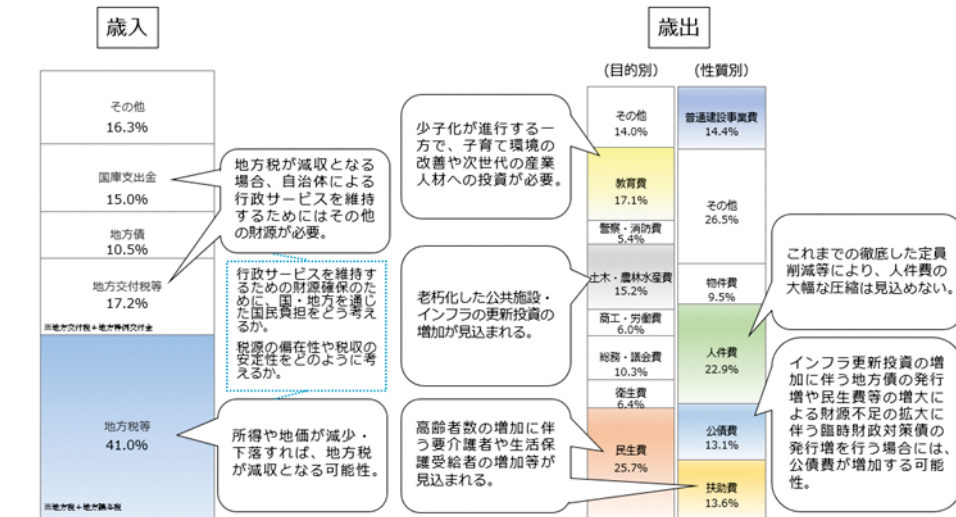 歳入
その他
16.3%
国庫支出金
15.0%
地方債
10.5%
地方交付税等
17.2%
※地方交付税+地方特例交付金
地方税等
41.0%
※地方税+地方譲与税
地方税が減収となる
場合、自治体による
行政サービスを維持
するためにはその他
の財源が必要。
行政サービスを維持す
るための財源確保のた
めに、国・地方を通じ
た国民負担をどう考え
るか。
税源の偏在性や税収の
安定性をどのように考
えるか。
所得や地価が減少・
下落すれば、地方税
が減収となる可能性。
歳出
(目的別)
その他
14.0%
教育費
17.1%
警察・消防費
5.4%
土木・農林水産費
15.2%
商工・労働費
6.0%
総務・議会費
10.3%
衛生費
6.4%
民生費
25.7%
(性質別)
普通建設事業費
14.4%
その他
26.5%
物件費
9.5%
人件費
22.9%
公債費
13.1%
扶助費
13.6%
少子化が進行する一
方で、子育て環境の
改善や次世代の産業
人材への投資が必要。
老朽化した公共施設・
インフラの更新投資の
増加が見込まれる。
高齢者数の増加に伴
う要介護者や生活保
護受給者の増加等が
見込まれる。
これまでの徹底した定員
削減等により、人件費の
大幅な圧縮は見込めない。
インフラ更新投資の増
加に伴う地方債の発行
増や民生費等の増大に
よる財源不足の拡大に
伴う臨時財政対策債の
発行増を行う場合には、
公債費が増加する可能
性。